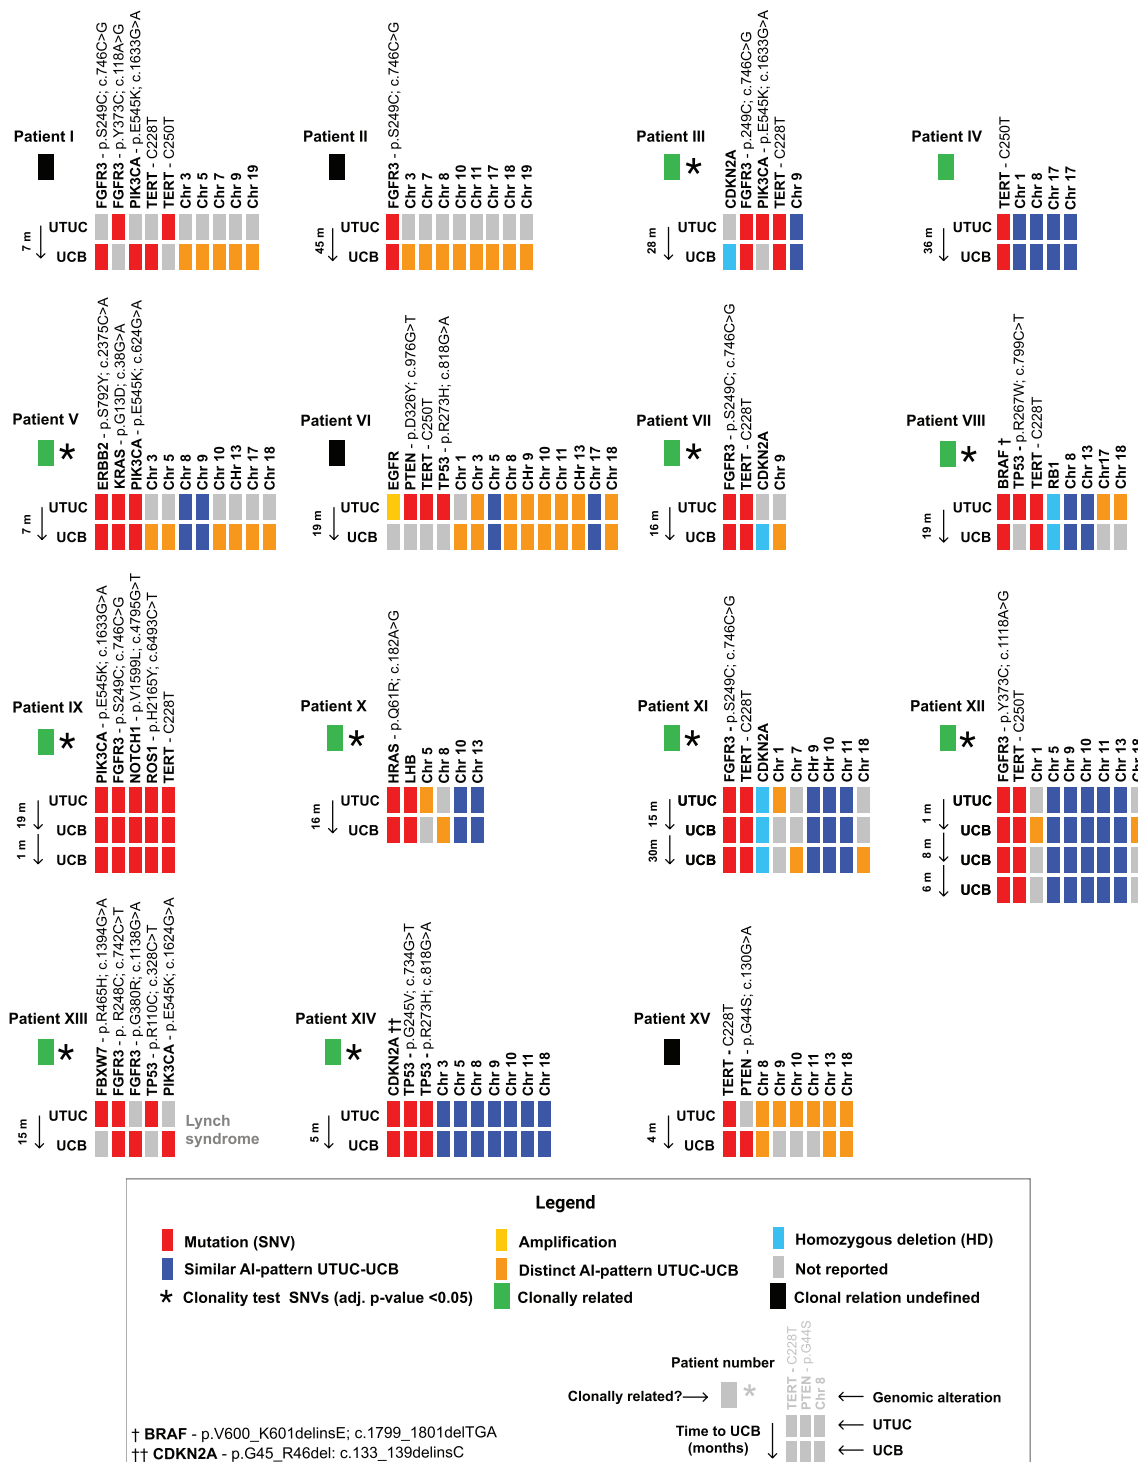 Patient I
FGFR3 - p.S249C; c.746C>G
FGFR3 - p.Y373C; c.118A>G
PIK3CA - p.E545K; c.1633G>A
TERT - C228T
TERT - C250T
Chr 3
Chr 5
Chr 7
Chr 9
Chr 19
7 m
UTUC
UCB
Patient II
FGFR3 - p.S249C; c.746C>G
Chr 3
Chr 7
Chr 8
Chr 10
Chr 11
Chr 17
Chr 18
Chr 19
45 m
UTUC
UCB
Patient III
*
CDKN2A
FGFR3 - p.249C; c.746C>G
PIK3CA - p.E545K; c.1633G>A
TERT - C228T
Chr 9
28 m
UTUC
UCB
Patient IV
TERT - C250T
Chr 1
Chr 8
Chr 17
Chr 17
36 m
UTUC
UCB
Patient V
*
ERBB2 - p.S792Y; c.2375C>A
KRAS - p.G13D; c.38G>A
PIK3CA - p.E545K; c.624G>A
Chr 3
Chr 5
Chr 8
Chr 9
Chr 10
CHr 13
Chr 17
Chr 18
7 m
UTUC
UCB
Patient VI
EGFR
PTEN - p.D326Y; c.976G>T
TERT - C250T
TP53 - p.R273H; c.818G>A
Chr 1
Chr 3
Chr 5
Chr 8
CHr 9
Chr 10
Chr 11
CHr 13
Chr 17
Chr 18
19 m
UTUC
UCB
Patient VII
*
FGFR3 - p.S249C; c.746C>G
TERT - C228T
CDKN2A
Chr 9
16 m
UTUC
UCB
Patient VIII
*
BRAF †
TP53 - p.R267W; c.799C>T
TERT - C228T
RB1
Chr 8
Chr 13
Chr17
Chr 18
19 m
UTUC
UCB
Patient IX
*
PIK3CA - p.E545K; c.1633G>A
FGFR3 - p.S249C; c.746C>G
NOTCH1 - p.V1599L; c.4795G>T
ROS1 - p.H2165Y; c.6493C>T
TERT - C228T
19 m
1 m
UTUC
UCB
UCB
Patient X
*
HRAS - p.Q61R; c.182A>G
LHB
Chr 5
Chr 8
Chr 10
Chr 13
16 m
UTUC
UCB
Patient XI
*
FGFR3 - p.S249C; c.746C>G
TERT - C228T
CDKN2A
Chr 1
Chr 7
CHr 9
CHr 10
Chr 11
Chr 18
15 m
30m
UTUC
UCB
UCB
Patient XII
*
FGFR3 - p.Y373C; c.1118A>G
TERT - C250T
Chr 1
Chr 5
Chr 9
Chr 10
Chr 11
Chr 13
Chr 18
1 m
8 m
6 m
UTUC
UCB
UCB
UCB
Patient XIII
*
FBXW7 - p.R465H; c.1394G>A
FGFR3 - p. R248C; c.742C>T
FGFR3 - p.G380R; c.1138G>A
TP53 - p.R110C; c.328C>T
PIK3CA - p.E545K; c.1624G>A
15 m
UTUC
UCB
Lynch
syndrome
Patient XIV
*
CDKN2A ††
TP53 - p.G245V; c.734G>T
TP53 - p.R273H; c.818G>A
Chr 3
Chr 5
Chr 8
Chr 9
Chr 10
Chr 11
Chr 18
5 m
UTUC
UCB
Patient XV
TERT - C228T
PTEN - p.G44S; c.130G>A
Chr 8
Chr 9
Chr 10
Chr 11
Chr 13
Chr 18
4 m
UTUC
UCB
Legend
Mutation (SNV)
Amplification
Homozygous deletion (HD)
Similar AI-pattern UTUC-UCB
Distinct AI-pattern UTUC-UCB
Not reported
* Clonality test SNVs (adj. p-value <0.05)
Clonally related
Clonal relation undefined
Patient number
Clonally related?
*
TERT - C228T
PTEN - p.G44S
Chr 8
Genomic alteration
Time to UCB
(months)
UTUC
UCB
† BRAF - p.V600_K601delinsE; c.1799_1801delTGA
†† CDKN2A - p.G45_R46del: c.133_139delinsC